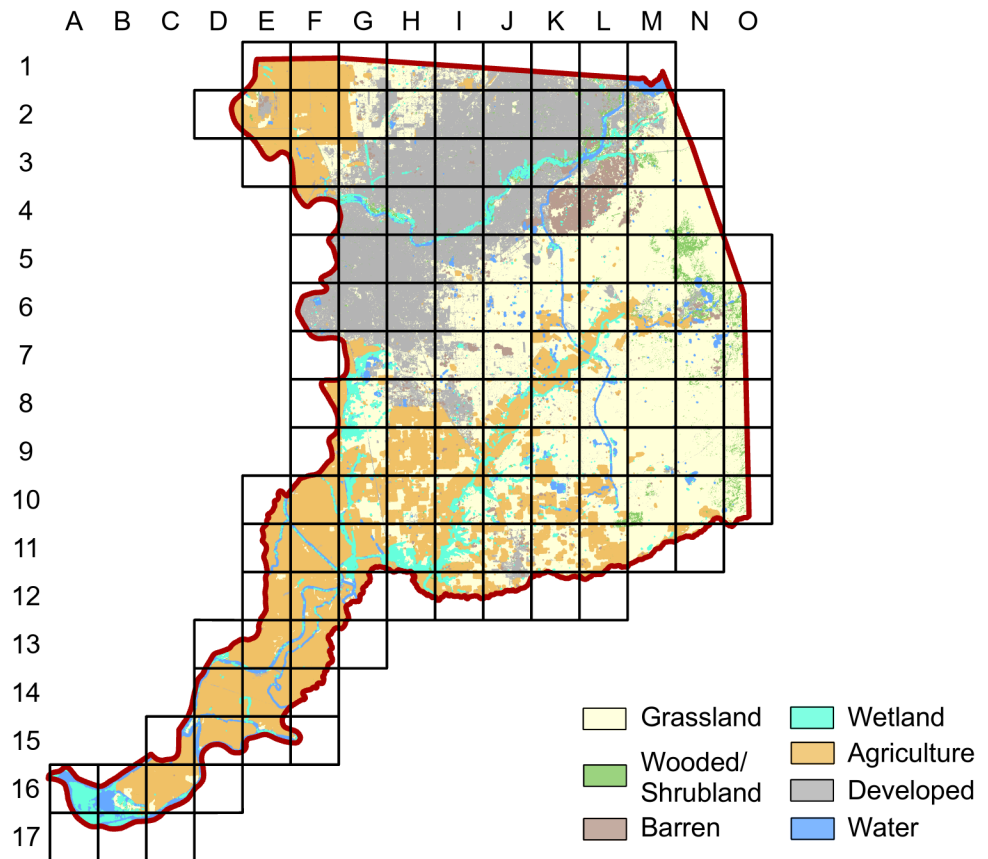 A B C D E F G H I J K L M N O
1
2
3
4
5
6
7
8
9
10
11
12
13
14
15
16
17
Grassland
Wooded/
Shrubland
Barren
Wetland
Agriculture
Developed
Water